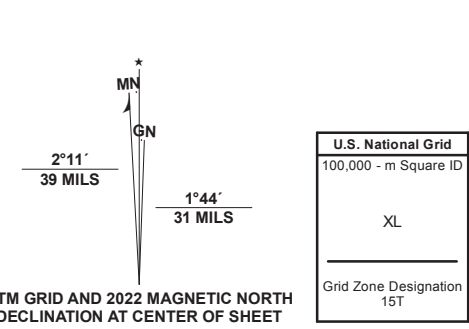 ★
MN
GN
2°11´
39 MILS
1°44´
31 MILS
TM GRID AND 2022 MAGNETIC NORTH
DECLINATION AT CENTER OF SHEET
U.S. National Grid
100,000 - m Square ID
XL
Grid Zone Designation
15T